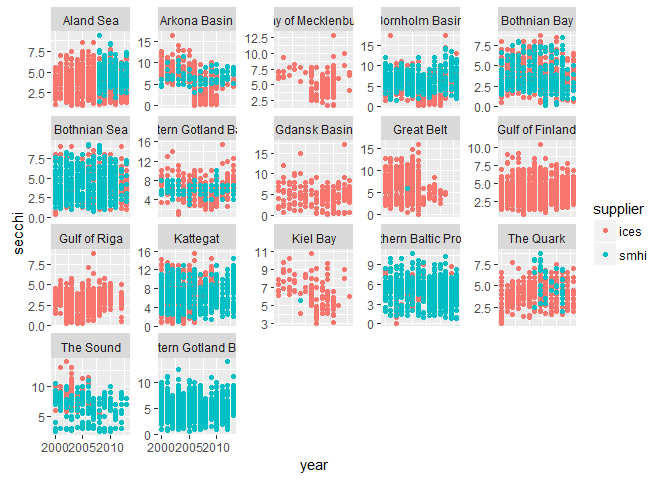 Aland Sea Arkona Basin ay of Mecklenbu Bornholm Basin Bothnian Bay
7.5 5.0 2.5
15 10 5 0
12.5 10.0 7.5 5.0 2.5
15 10 5 0
7.5 5.0 2.5 0.0
Bothnian Sea tern Gotland Ba Gdansk Basin Great Belt Gulf of Finland
9 6 3 0
16 12 8 4
15 10 5 0
15 10 5 0
10.0 7.5 5.0 2.5
Gulf of Riga Kattegat Kiel Bay thern Baltic Pro The Quark
7.5 5.0 2.5 0.0
16 12 8 4 0
11 9 7 5 3
9 6 3 0
7.5 5.0 2.5
The Sound tern Gotland B
10 5
10 5 0
2000 2005 2010 2000 2005 2010
secchi
year
supplier
ices
smhi